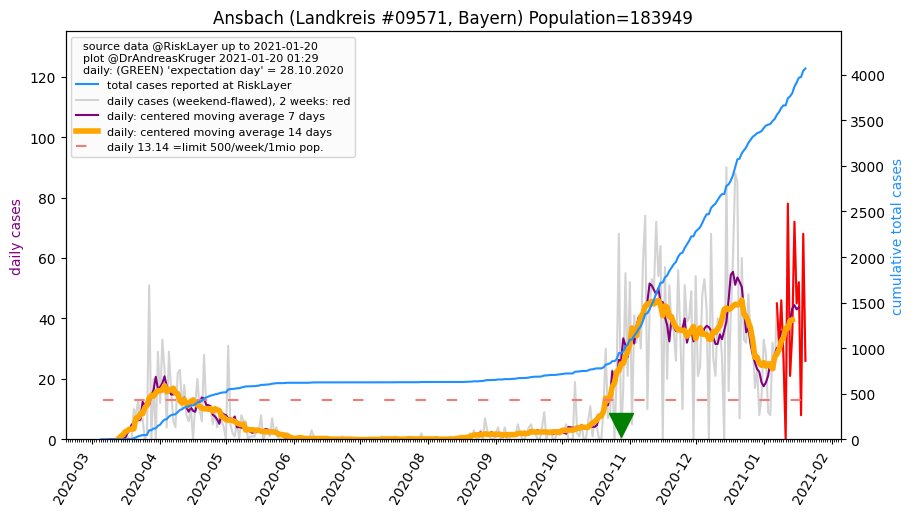 Ansbach (Landkreis #09571, Bayern) Population=183949
source data @RiskLayer up to 2021-01-20
plot @DrAndreasKruger 2021-01-20 01:29
daily: (GREEN) 'expectation day' = 28.10.2020
total cases reported at RiskLayer
daily cases (weekend-flawed), 2 weeks: red
daily: centered moving average 7 days
daily: centered moving average 14 days
daily 13.14 =limit 500/week/1mio pop.
daily cases
120
100
80
60
40
20
0
cumulative total cases
4000
3500
3000
2500
2000
1500
1000
500
0
2020-03
2020-04
2020-05
2020-06
2020-07
2020-08
2020-09
2020-10
2020-11
2020-12
2021-01
2021-02